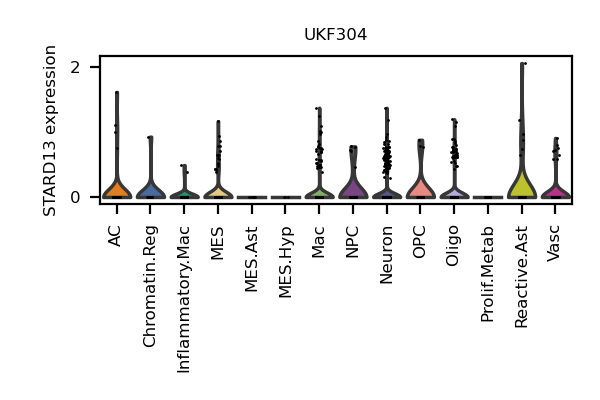 UKF304
STARD13 expression
2
0
AC
Chromatin.Reg
Inflammatory.Mac
MES
MES.Ast
MES.Hyp
Mac
NPC
Neuron
OPC
Oligo
Prolif.Metab
Reactive.Ast
Vasc